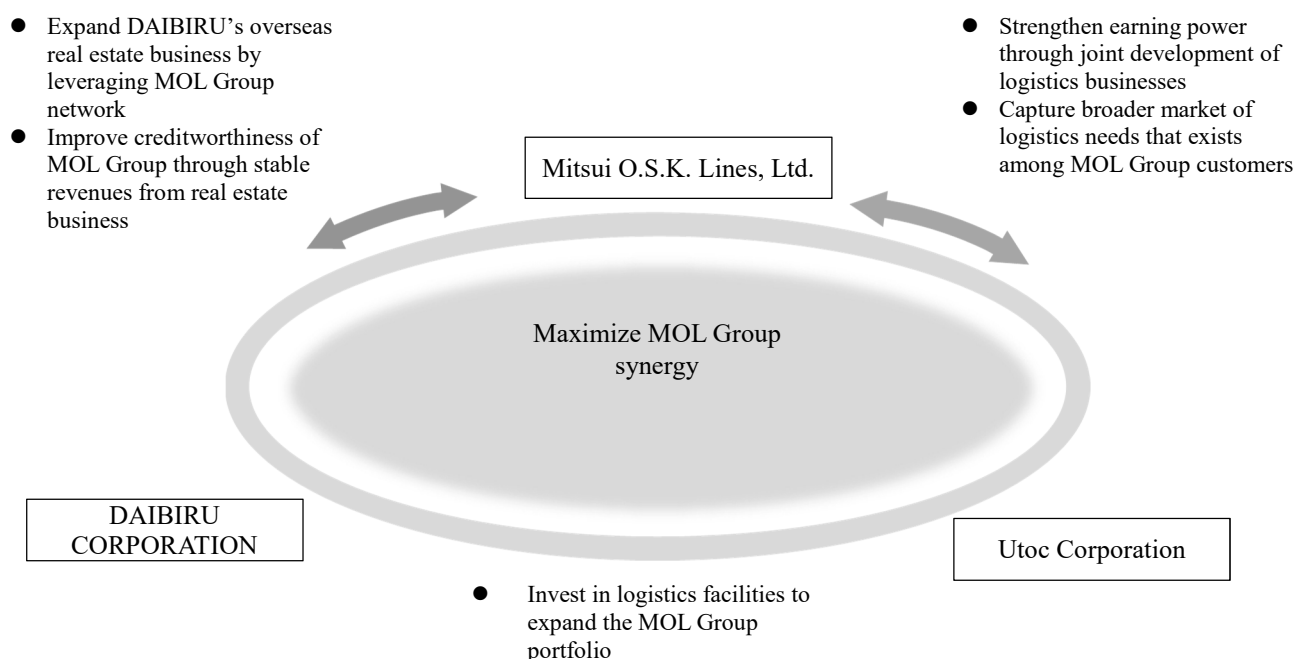 ● Expand DAIBIRU’s overseas
real estate business by
leveraging MOL Group
network
● Improve creditworthiness of
MOL Group through stable
revenues from real estate
business
● Strengthen earning power
through joint development of
logistics businesses
● Capture broader market of
logistics needs that exists
among MOL Group customers
Mitsui O.S.K. Lines, Ltd.
Maximize MOL Group
synergy
DAIBIRU
CORPORATION
Utoc Corporation
● Invest in logistics facilities to
expand the MOL Group
portfolio